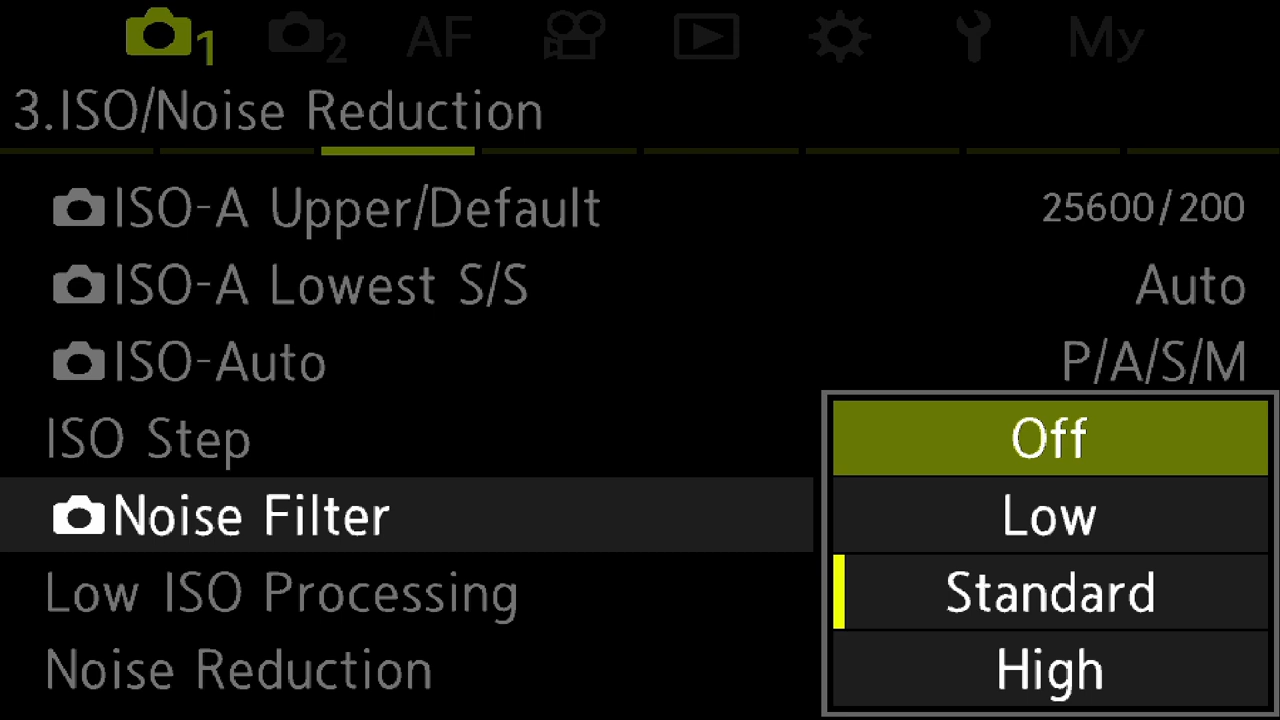 1 2 AF My
3.ISO/Noise Reduction
ISO-A Upper/Default 25600/200
ISO-A Lowest S/S Auto
ISO-Auto P/A/S/M
ISO Step Off
Noise Filter Low
Low ISO Processing Standard
Noise Reduction High